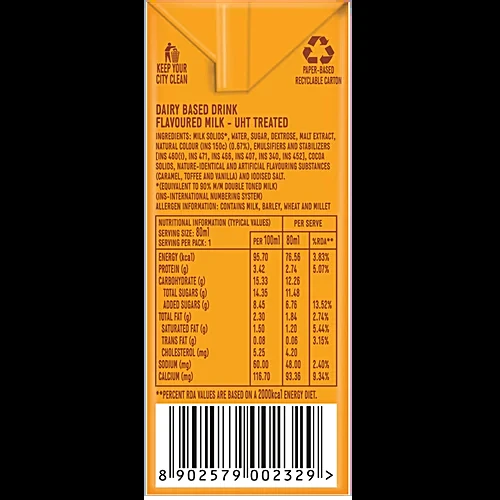 KEEP YOUR
CITY CLEAN
PAPER-BASED
RECYCLABLE CARTON
DAIRY BASED DRINK
FLAVOURED MILK - UHT TREATED
INGREDIENTS: MILK SOLIDS*, WATER, SUGAR, DEXTROSE, MALT EXTRACT,
NATURAL COLOUR (INS 150c) (0.67%), EMULSIFIERS AND STABILIZERS
[INS 460(i), INS 471, INS 466, INS 407, INS 340, INS 452], COCOA
SOLIDS, NATURE-IDENTICAL AND ARTIFICIAL FLAVOURING SUBSTANCES
(CARAMEL, TOFFEE AND VANILLA) AND IODISED SALT.
*(EQUIVALENT TO 90% M/M DOUBLE TONED MILK)
(INS-INTERNATIONAL NUMBERING SYSTEM)
ALLERGEN INFORMATION: CONTAINS MILK, BARLEY, WHEAT AND MILLET
NUTRITIONAL INFORMATION (TYPICAL VALUES) PER SERVE
SERVING SIZE: 80ml
SERVING PER PACK: 1 PER 100ml 80ml %RDA**
ENERGY (kcal) 95.70 76.56 3.83%
PROTEIN (g) 3.42 2.74 5.07%
CARBOHYDRATE (g) 15.33 12.26
TOTAL SUGARS (g) 14.35 11.48
ADDED SUGARS (g) 8.45 6.76 13.52%
TOTAL FAT (g) 2.30 1.84 2.74%
SATURATED FAT (g) 1.50 1.20 5.44%
TRANS FAT (g) 0.08 0.06 3.15%
CHOLESTEROL (mg) 5.25 4.20
SODIUM (mg) 60.00 48.00 2.40%
CALCIUM (mg) 116.70 93.36 9.34%
**PERCENT RDA VALUES ARE BASED ON A 2000kcal ENERGY DIET.
8 902579 002329 >